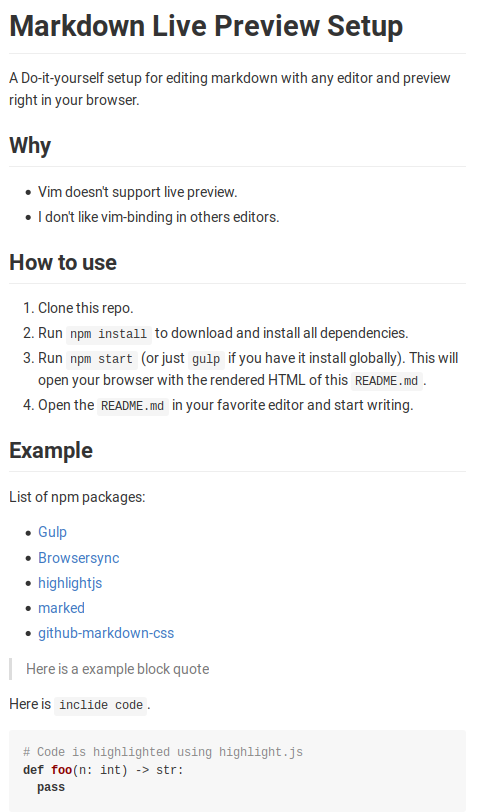 Markdown Live Preview Setup
A Do-it-yourself setup for editing markdown with any editor and preview
right in your browser.
Why
• Vim doesn't support live preview.
• I don't like vim-binding in others editors.
How to use
1. Clone this repo.
2. Run npm install to download and install all dependencies.
3. Run npm start (or just gulp if you have it install globally). This will
open your browser with the rendered HTML of this README.md.
4. Open the README.md in your favorite editor and start writing.
Example
List of npm packages:
• Gulp
• Browsersync
• highlightjs
• marked
• github-markdown-css
Here is a example block quote
Here is inclide code.
# Code is highlighted using highlight.js
def foo(n: int) -> str:
  pass